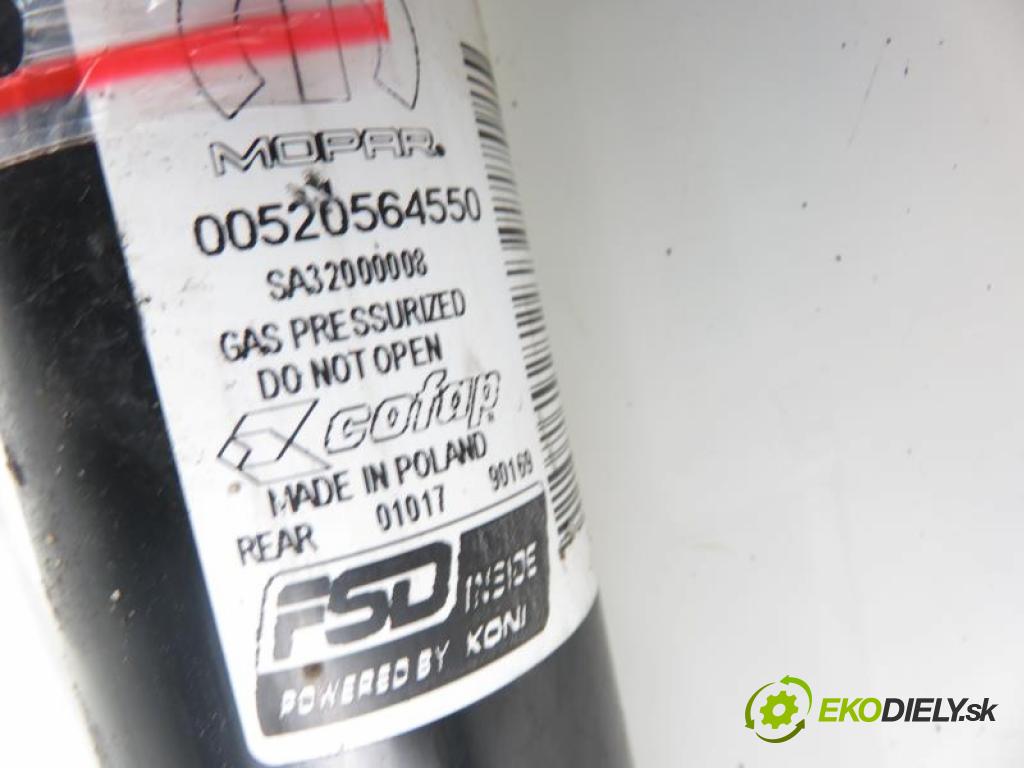 MOPAR.
00520564550
SA32000008
GAS PRESSURIZED
DO NOT OPEN
cofap
MADE IN POLAND
REAR 01017 90169
FSD INSIDE
POWERED BY KONI
EKODIELY.sk